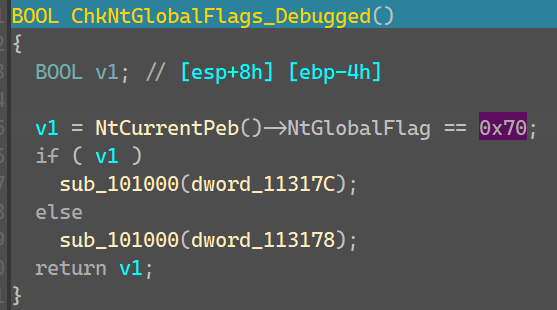 BOOL ChkNtGlobalFlags_Debugged()
{
BOOL v1; // [esp+8h] [ebp-4h]
v1 = NtCurrentPeb()→NtGlobalFlag == 0x70;
if ( v1 )
sub_101000(dword_11317C);
else
sub_101000(dword_113178);
return v1;
}